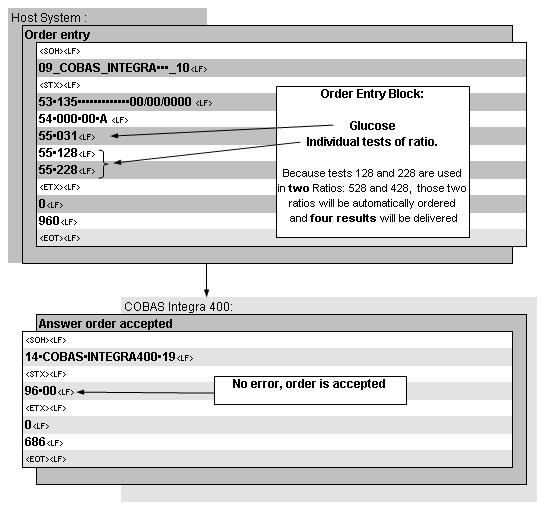 Host System :
Order entry
<SOH><LF>
09_COBAS_INTEGRA•••_10<LF>
<STX><LF>
53•135•••••••••••••00/00/0000 <LF>
54•000•00•A <LF>
55•031<LF>
55•128<LF>
55•228<LF>
<ETX><LF>
0<LF>
960<LF>
<EOT><LF>
Order Entry Block:
Glucose
Individual tests of ratio.
Because tests 128 and 228 are used
in two Ratios: 528 and 428, those two
ratios will be automatically ordered
and four results will be delivered
COBAS Integra 400:
Answer order accepted
<SOH><LF>
14•COBAS•INTEGRA400•19<LF>
<STX><LF>
96•00<LF>
<ETX><LF>
0<LF>
686<LF>
<EOT><LF>
No error, order is accepted